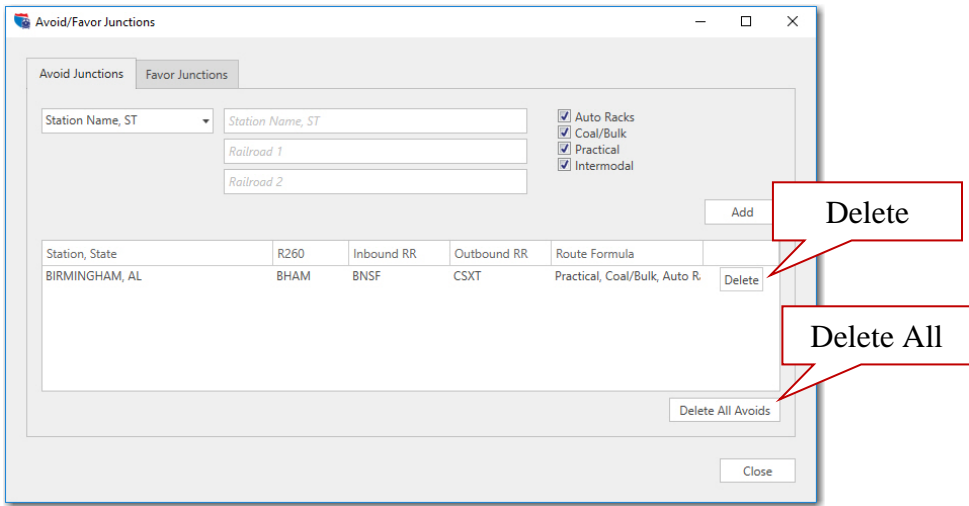 Avoid/Favor Junctions
Avoid Junctions Favor Junctions
Station Name, ST Station Name, ST
Railroad 1
Railroad 2
Auto Racks
Coal/Bulk
Practical
Intermodal
Add
Delete
Station, State R260 Inbound RR Outbound RR Route Formula
BIRMINGHAM, AL BHAM BNSF CSXT Practical, Coal/Bulk, Auto R Delete
Delete All
Delete All Avoids
Close